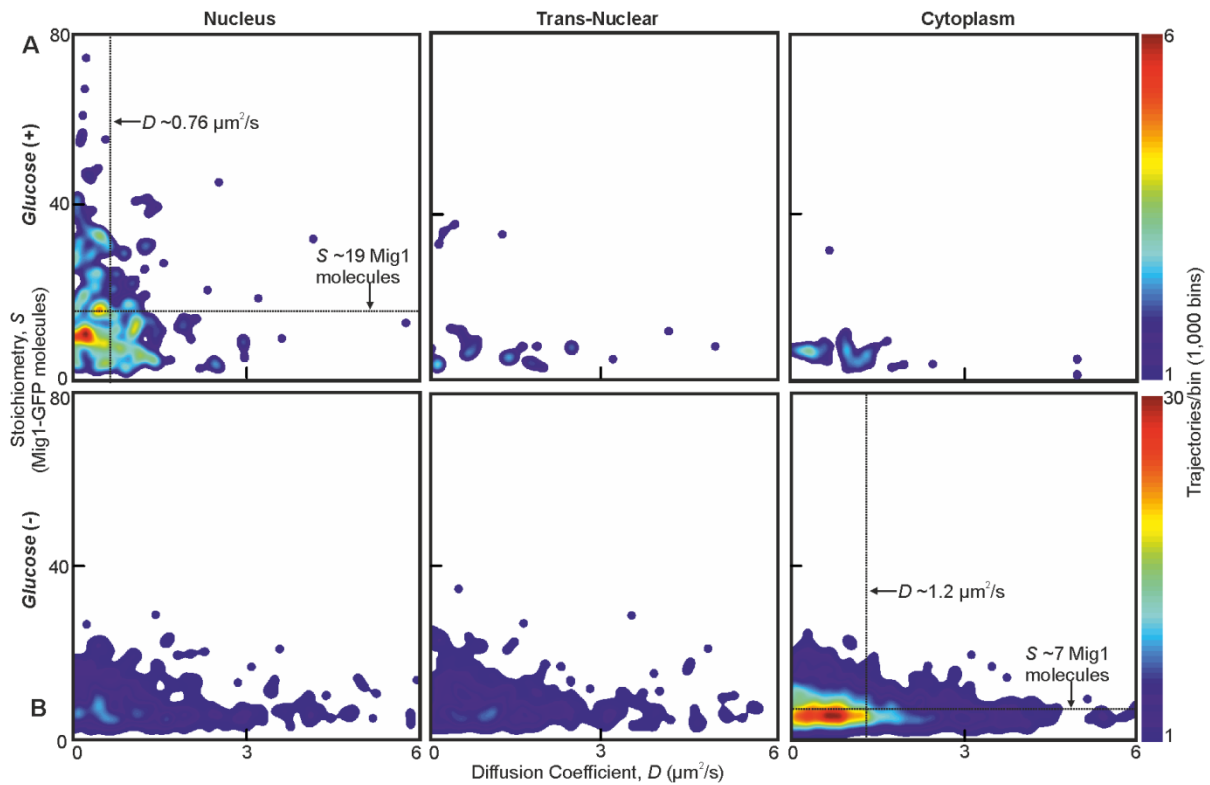 Nucleus
Trans-Nuclear
Cytoplasm
A
80
D ~0.76 µm²/s
Glucose (+)
40
S ~19 Mig1
molecules
0
3
3
6
1
Stoichiometry, S
(Mig1-GFP molecules)
Trajectories/bin (1,000 bins)
80
30
Glucose (-)
40
D ~1.2 µm²/s
S ~7 Mig1
molecules
B
0
0
3
6
0
3
6
0
3
6
1
Diffusion Coefficient, D (µm²/s)